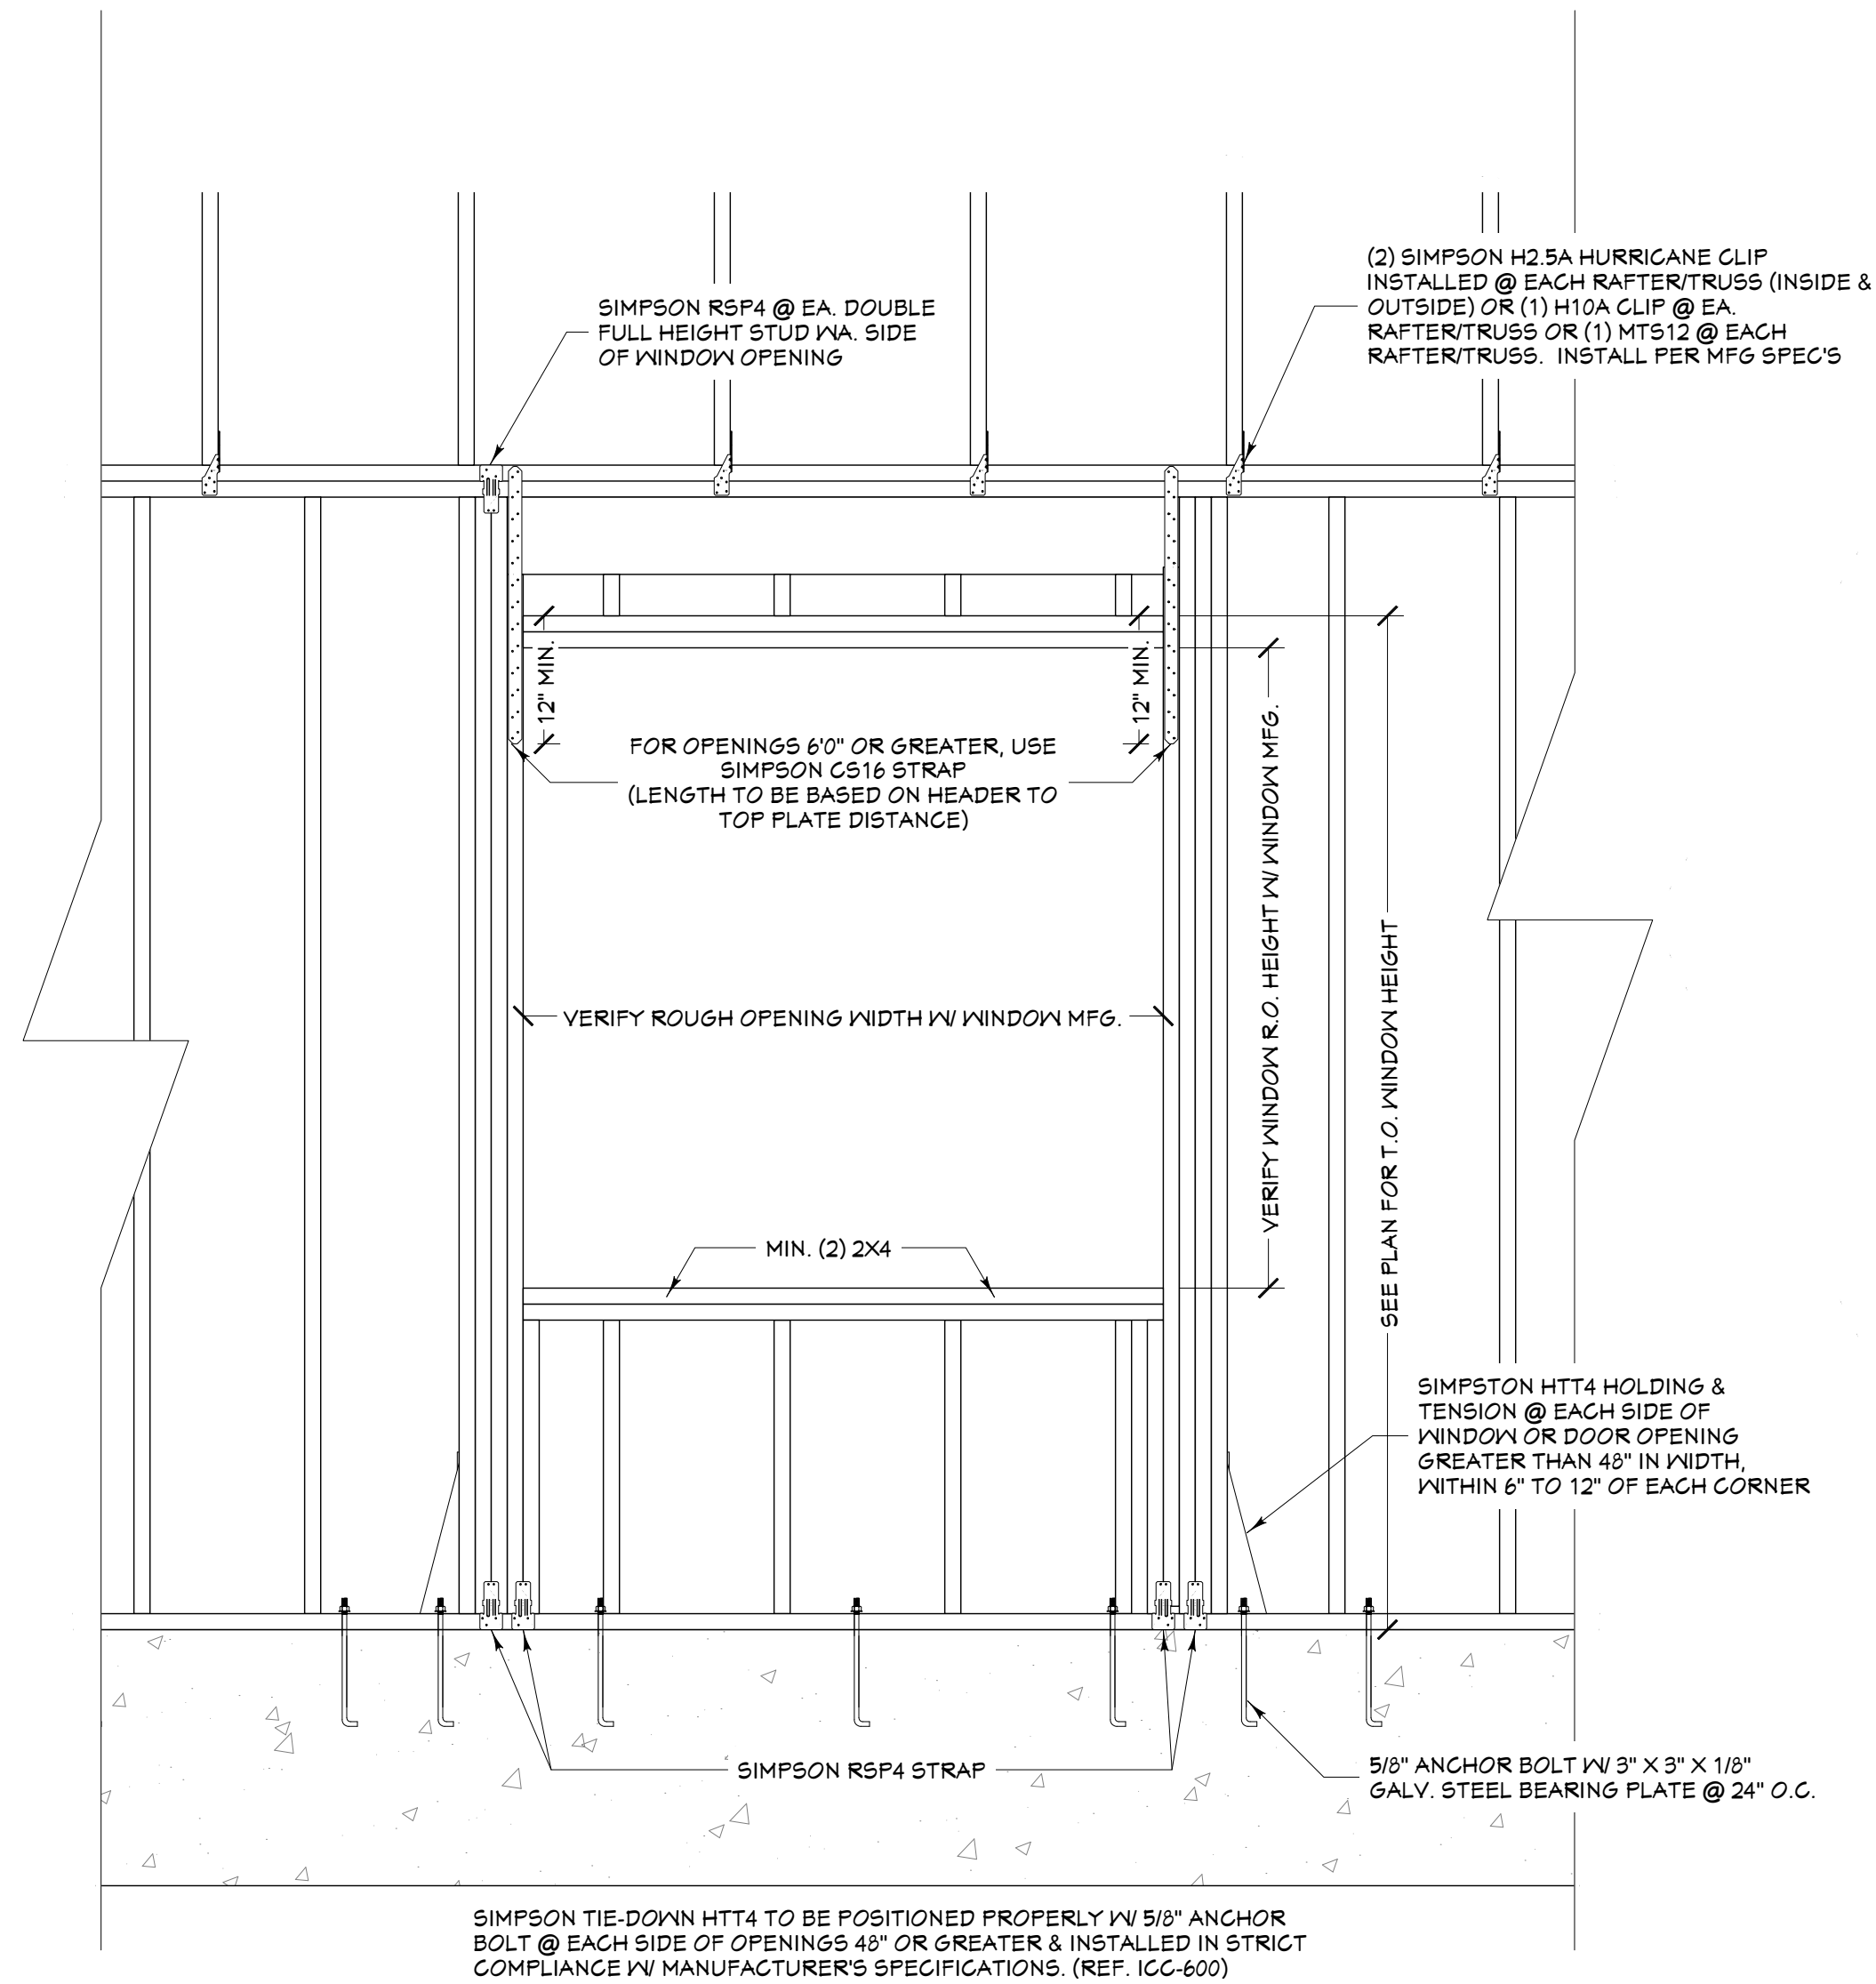 (2) SIMPSON H2.5A HURRICANE CLIP
INSTALLED @ EACH RAFTER/TRUSS (INSIDE &
OUTSIDE) OR (1) H10A CLIP @ EA.
RAFTER/TRUSS OR (1) MTS12 @ EACH
RAFTER/TRUSS. INSTALL PER MFG SPEC'S
SIMPSON RSP4 @ EA. DOUBLE
FULL HEIGHT STUD WA. SIDE
OF WINDOW OPENING
12" MIN.
12" MIN.
FOR OPENINGS 6'0" OR GREATER, USE
SIMPSON CS16 STRAP
(LENGTH TO BE BASED ON HEADER TO
TOP PLATE DISTANCE)
VERIFY WINDOW R.O. HEIGHT W/ WINDOW MFG.
SEE PLAN FOR T.O. WINDOW HEIGHT
VERIFY ROUGH OPENING WIDTH W/ WINDOW MFG.
MIN. (2) 2X4
SIMPSTON HTT4 HOLDING &
TENSION @ EACH SIDE OF
WINDOW OR DOOR OPENING
GREATER THAN 48" IN WIDTH,
WITHIN 6" TO 12" OF EACH CORNER
SIMPSON RSP4 STRAP
5/8" ANCHOR BOLT W/ 3" X 3" X 1/8"
GALV. STEEL BEARING PLATE @ 24" O.C.
SIMPSON TIE-DOWN HTT4 TO BE POSITIONED PROPERLY W/ 5/8" ANCHOR
BOLT @ EACH SIDE OF OPENINGS 48" OR GREATER & INSTALLED IN STRICT
COMPLIANCE W/ MANUFACTURER'S SPECIFICATIONS. (REF. ICC-600)